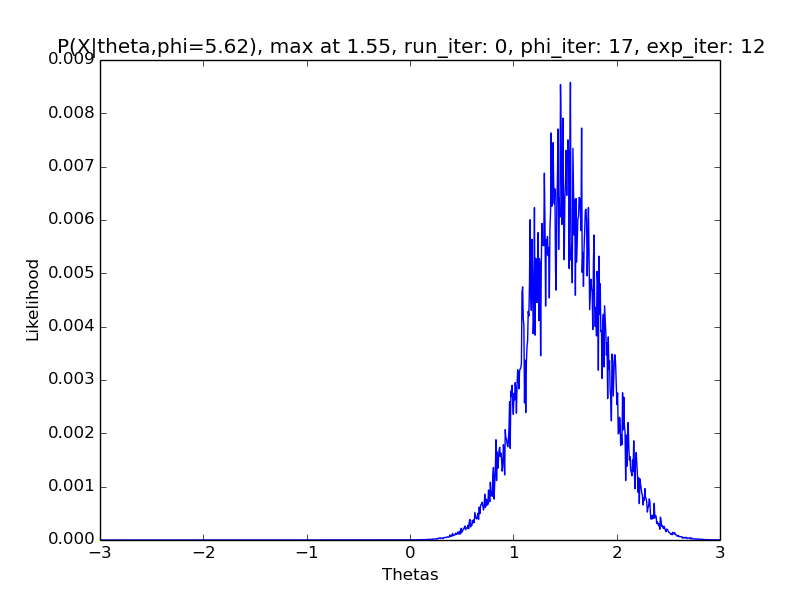 P(X|theta,phi=5.62), max at 1.55, run_iter: 0, phi_iter: 17, exp_iter: 12
0.009
0.008
0.007
0.006
0.005
0.004
0.003
0.002
0.001
0.000
Likelihood
−3 −2 −1 0 1 2 3
Thetas